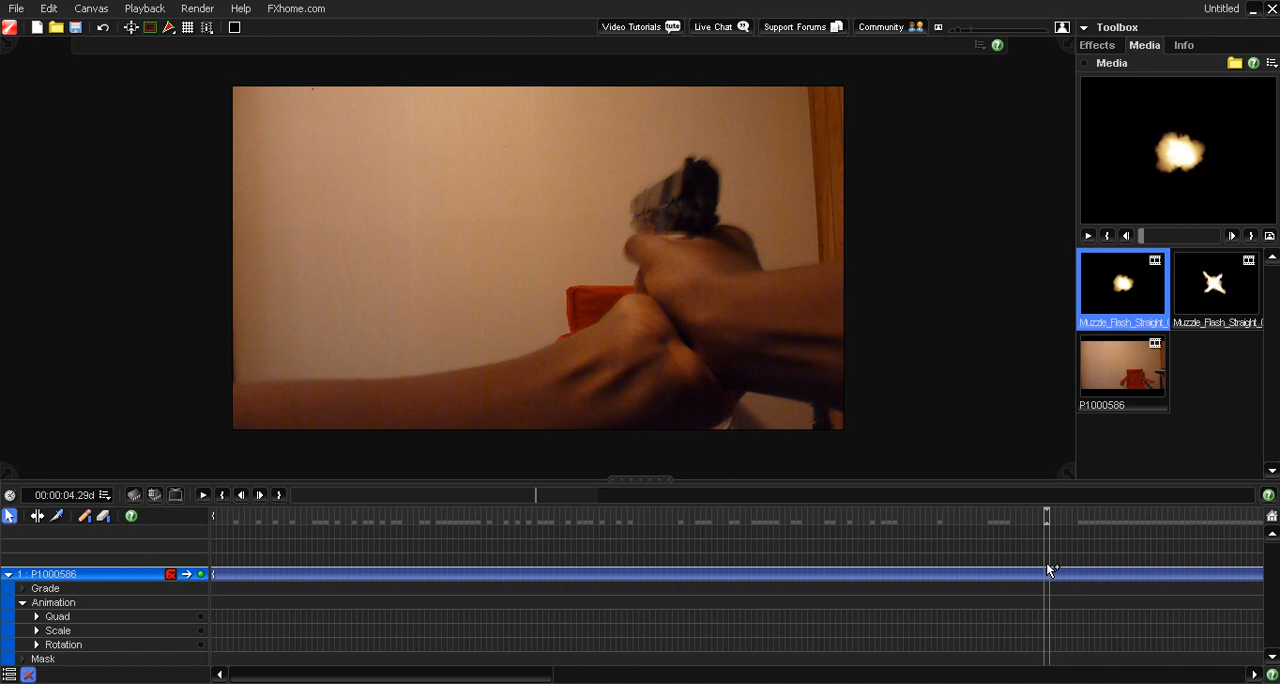 File Edit Canvas Playback Render Help FXhome.com Untitled
Video Tutorials tute Live Chat Support Forums Community
Toolbox
Effects Media Info
Media
Muzzle_Flash_Straight_( Muzzle_Flash_Straight_(
P1000586
00:00:04.29d
1 : P1000586
Grade
Animation
Quad
Scale
Rotation
Mask